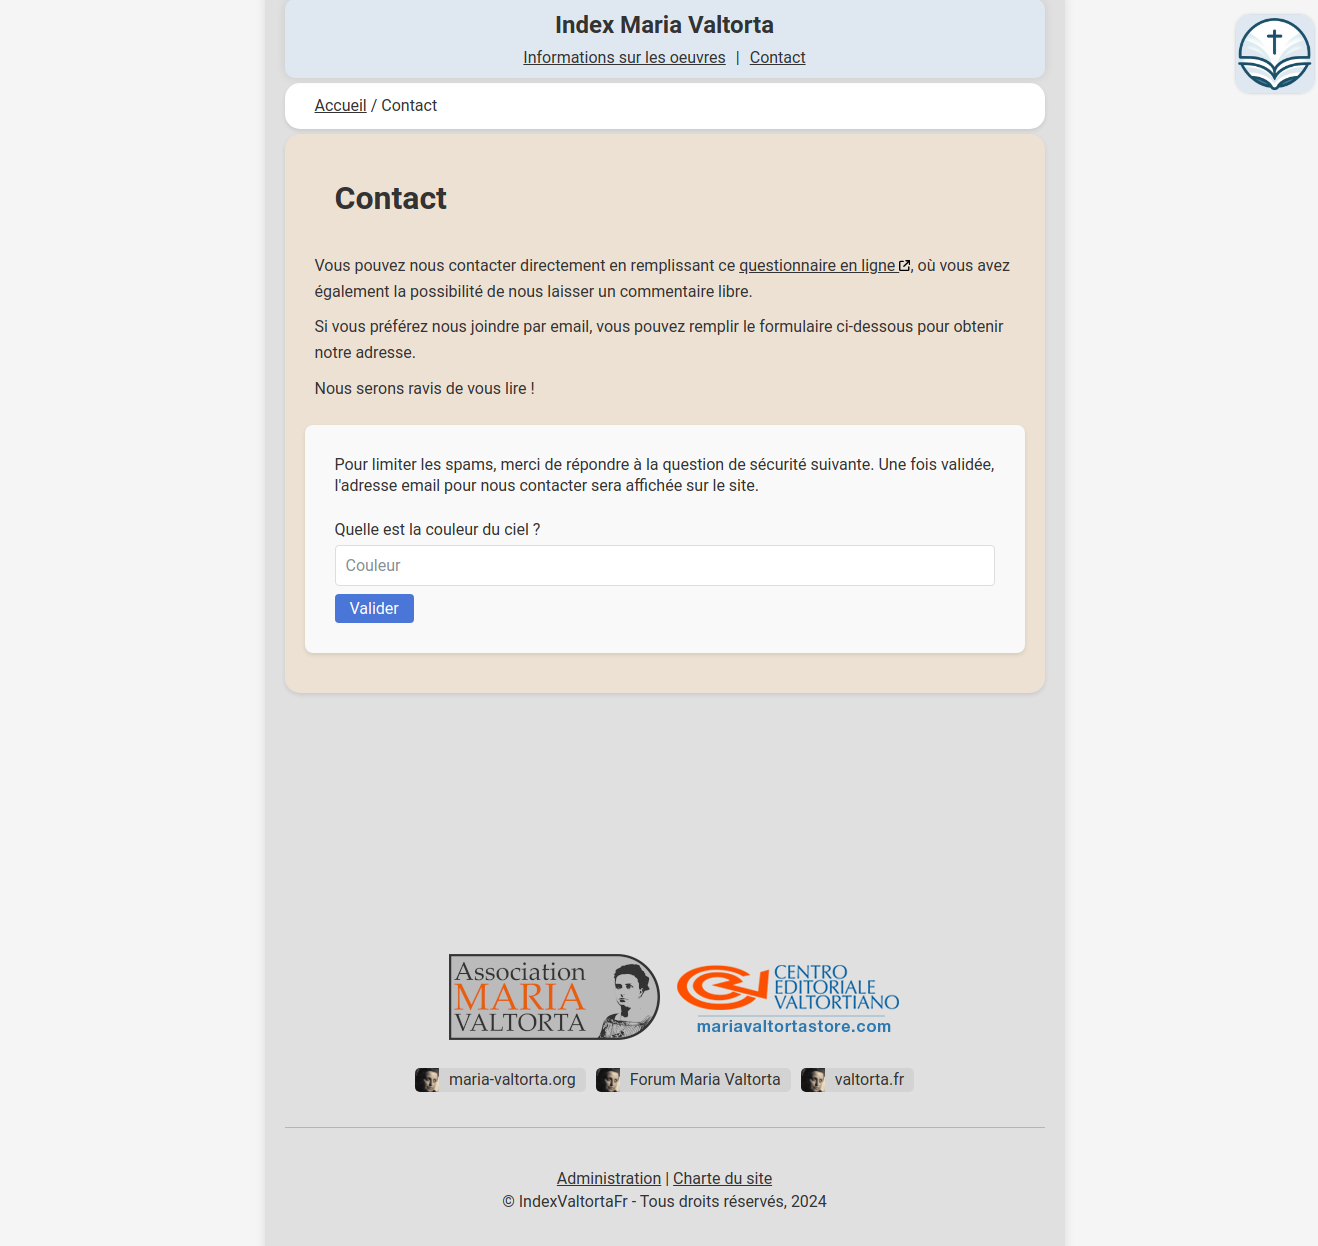 Index Maria Valtorta
Informations sur les oeuvres | Contact
Accueil / Contact
Contact
Vous pouvez nous contacter directement en remplissant ce questionnaire en ligne , où vous avez
également la possibilité de nous laisser un commentaire libre.
Si vous préférez nous joindre par email, vous pouvez remplir le formulaire ci-dessous pour obtenir
notre adresse.
Nous serons ravis de vous lire !
Pour limiter les spams, merci de répondre à la question de sécurité suivante. Une fois validée,
l'adresse email pour nous contacter sera affichée sur le site.
Quelle est la couleur du ciel ?
Couleur
Valider
Association
MARIA
VALTORTA
CENTRO
EDITORIALE
VALTORTIANO
mariavaltortastore.com
maria-valtorta.org Forum Maria Valtorta valtorta.fr
Administration | Charte du site
© IndexValtortaFr - Tous droits réservés, 2024